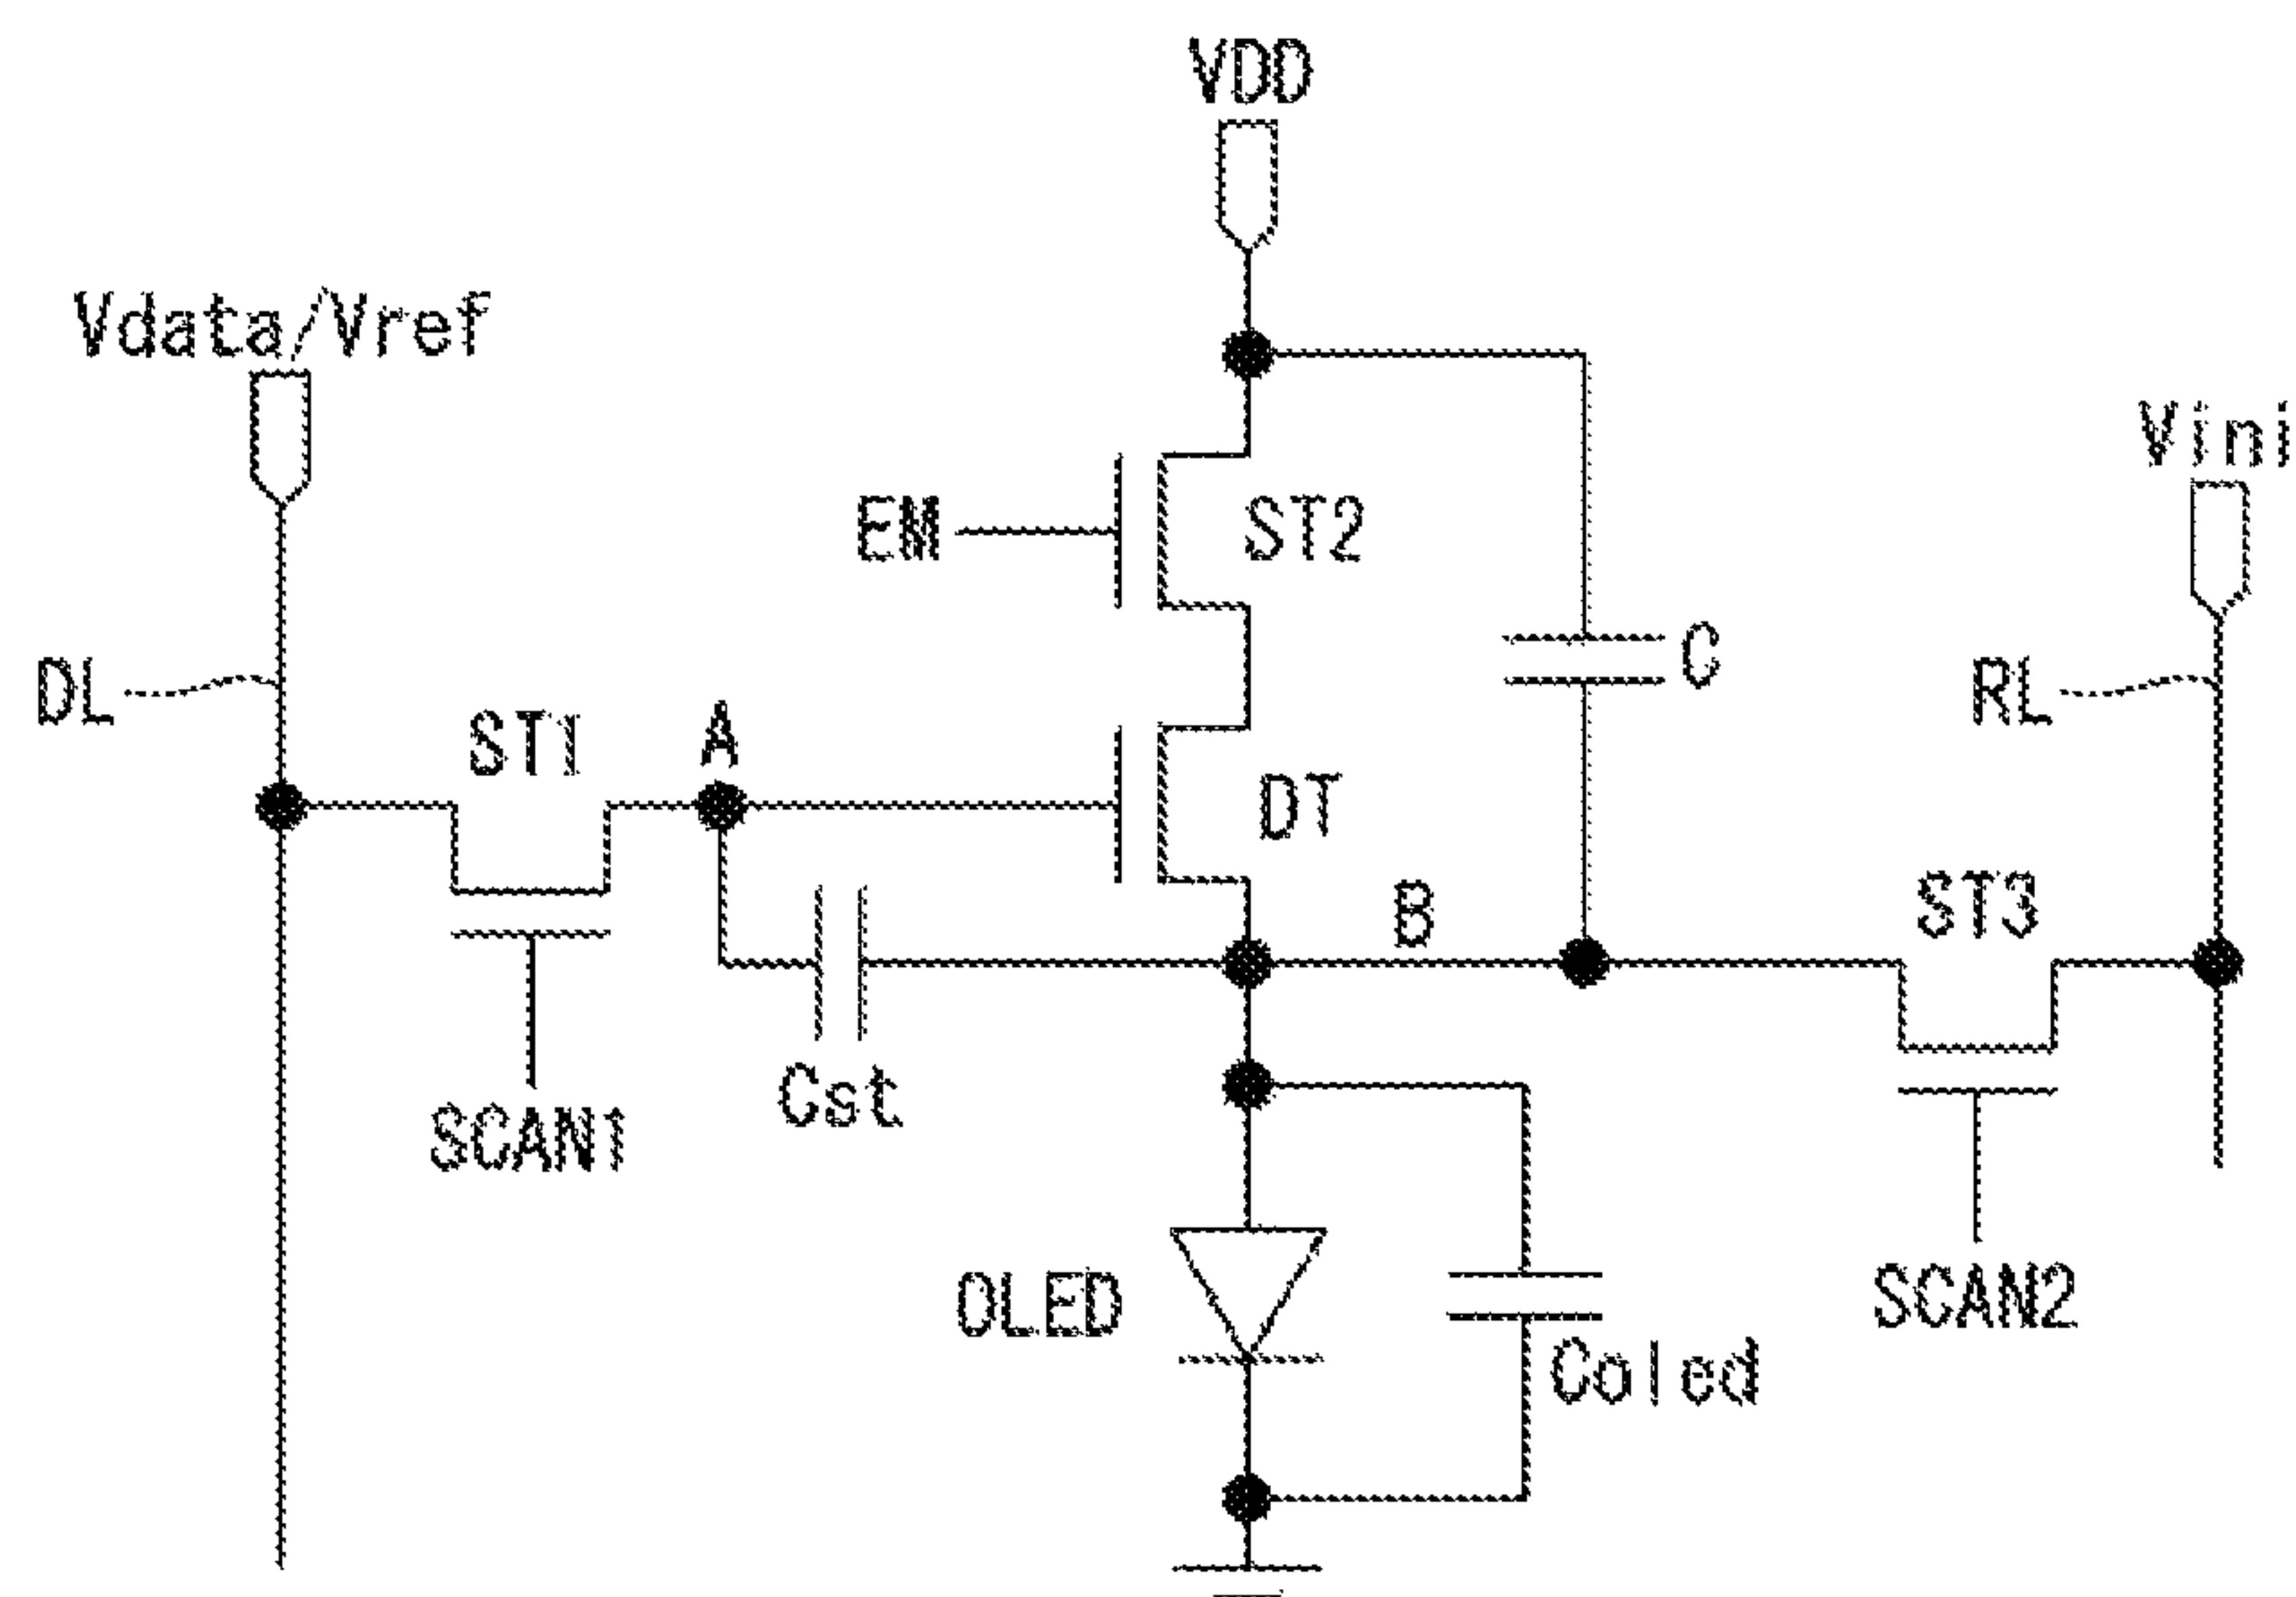 VDD
Vdata/Vref
Vini
EM
ST2
C
DL
RL
ST1
A
DT
B
ST3
Cst
SCAN1
OLED
SCAN2
Coled